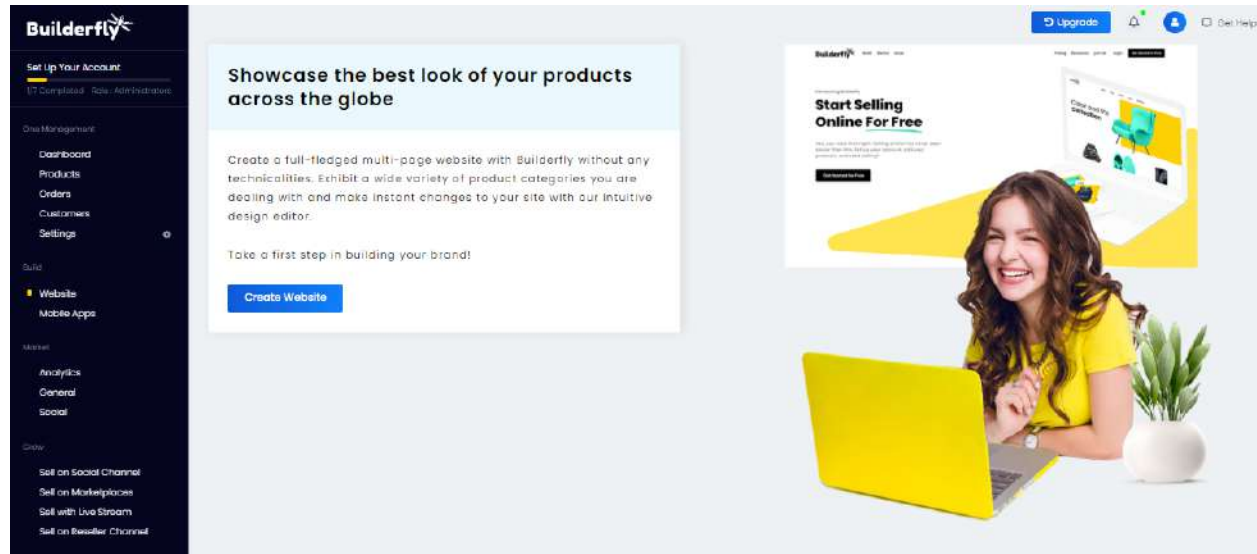 Builderfly
Set Up Your Account
1/7 Completed Role: Administrators
One Management
Dashboard
Products
Orders
Customers
Settings
Build
Website
Mobile Apps
Market
Analytics
General
Social
Grow
Sell on Social Channel
Sell on Marketplaces
Sell with Live Stream
Sell on Reseller Channel
Upgrade
Get Help
Showcase the best look of your products
across the globe
Create a full-fledged multi-page website with Builderfly without any
technicalities. Exhibit a wide variety of product categories you are
dealing with and make instant changes to your site with our intuitive
design editor.
Take a first step in building your brand!
Create Website
Builderfly
Start Selling
Online For Free
Get Started for Free